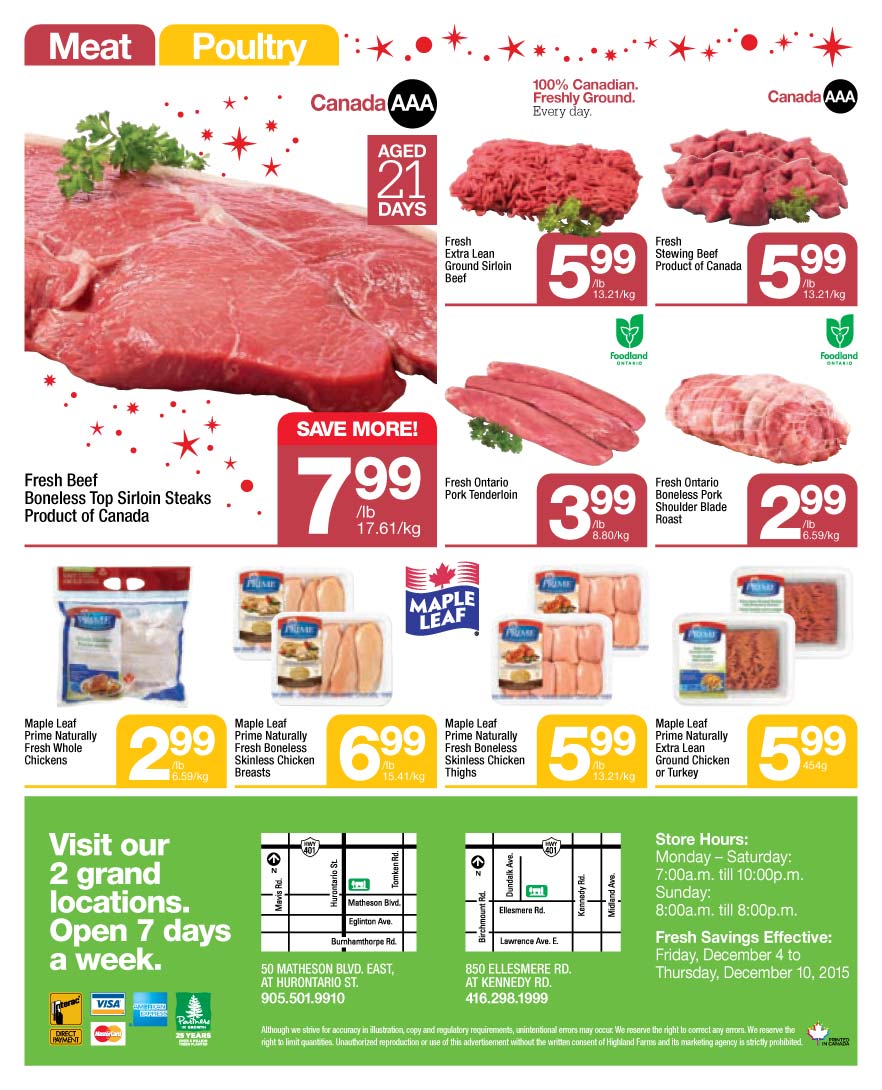 Meat
Poultry
Canada AAA
AGED
21
DAYS
100% Canadian.
Freshly Ground.
Every day.
Canada AAA
Fresh
Extra Lean
Ground Sirloin
Beef
5.99
/lb
13.21/kg
Fresh
Stewing Beef
Product of Canada
5.99
/lb
13.21/kg
Foodland
ONTARIO
Foodland
ONTARIO
SAVE MORE!
Fresh Beef
Boneless Top Sirloin Steaks
Product of Canada
7.99
/lb
17.61/kg
Fresh Ontario
Pork Tenderloin
3.99
/lb
8.80/kg
Fresh Ontario
Boneless Pork
Shoulder Blade
Roast
2.99
/lb
6.59/kg
PRIME
PRIME
PRIME
MAPLE
LEAF
PRIME
PRIME
PRIME
PRIME
Maple Leaf
Prime Naturally
Fresh Whole
Chickens
2.99
/lb
6.59/kg
Maple Leaf
Prime Naturally
Fresh Boneless
Skinless Chicken
Breasts
6.99
/lb
15.41/kg
Maple Leaf
Prime Naturally
Fresh Boneless
Skinless Chicken
Thighs
5.99
/lb
13.21/kg
Maple Leaf
Prime Naturally
Extra Lean
Ground Chicken
or Turkey
5.99
454g
Visit our
2 grand
locations.
Open 7 days
a week.
Interac
DIRECT
PAYMENT
VISA
MasterCard
AMERICAN
EXPRESS
Partners
IN GROWTH
25 YEARS
HWY
401
N
Mavis Rd.
Hurontario St.
Tomken Rd.
Matheson Blvd.
Eglinton Ave.
Burnhamthorpe Rd.
50 MATHESON BLVD. EAST,
AT HURONTARIO ST.
905.501.9910
HWY
401
N
Birchmount Rd.
Dundalk Ave.
Kennedy Rd.
Midland Ave.
Ellesmere Rd.
Lawrence Ave. E.
850 ELLESMERE RD.
AT KENNEDY RD.
416.298.1999
Store Hours:
Monday – Saturday:
7:00a.m. till 10:00p.m.
Sunday:
8:00a.m. till 8:00p.m.
Fresh Savings Effective:
Friday, December 4 to
Thursday, December 10, 2015
Although we strive for accuracy in illustration, copy and regulatory requirements, unintentional errors may occur. We reserve the right to correct any errors. We reserve the
right to limit quantities. Unauthorized reproduction or use of this advertisement without the written consent of Highland Farms and its marketing agency is strictly prohibited.
PRINTED
IN CANADA